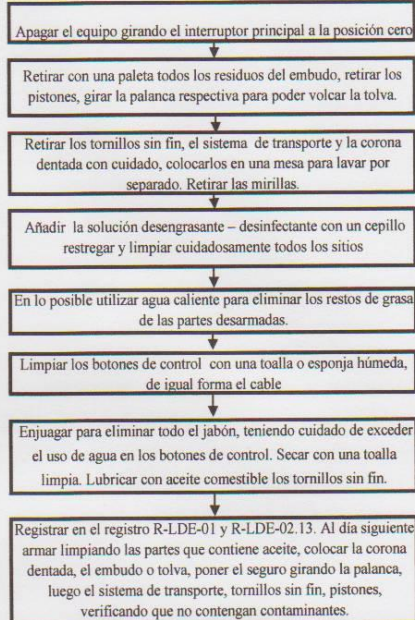 Apagar el equipo girando el interruptor principal a la posición cero
Retirar con una paleta todos los residuos del embudo, retirar los
pistones, girar la palanca respectiva para poder volcar la tolva.
Retirar los tornillos sin fin, el sistema de transporte y la corona
dentada con cuidado, colocarlos en una mesa para lavar por
separado. Retirar las mirillas.
Añadir la solución desengrasante – desinfectante con un cepillo
restregar y limpiar cuidadosamente todos los sitios
En lo posible utilizar agua caliente para eliminar los restos de grasa
de las partes desarmadas.
Limpiar los botones de control con una toalla o esponja húmeda,
de igual forma el cable
Enjuagar para eliminar todo el jabón, teniendo cuidado de exceder
el uso de agua en los botones de control. Secar con una toalla
limpia. Lubricar con aceite comestible los tornillos sin fin.
Registrar en el registro R-LDE-01 y R-LDE-02.13. Al día siguiente
armar limpiando las partes que contiene aceite, colocar la corona
dentada, el embudo o tolva, poner el seguro girando la palanca,
luego el sistema de transporte, tornillos sin fin, pistones,
verificando que no contengan contaminantes.